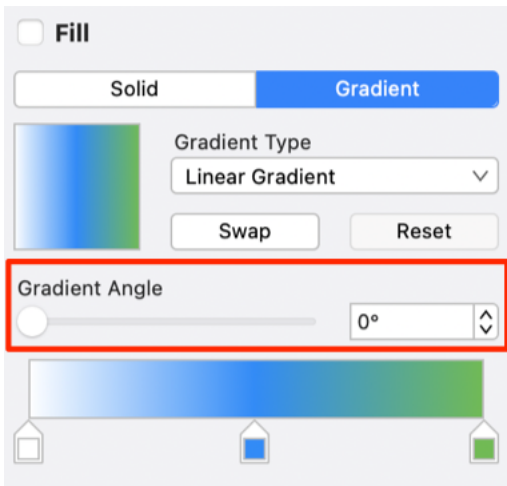 Fill
Solid Gradient
Gradient Type
Linear Gradient
Swap Reset
Gradient Angle
0°